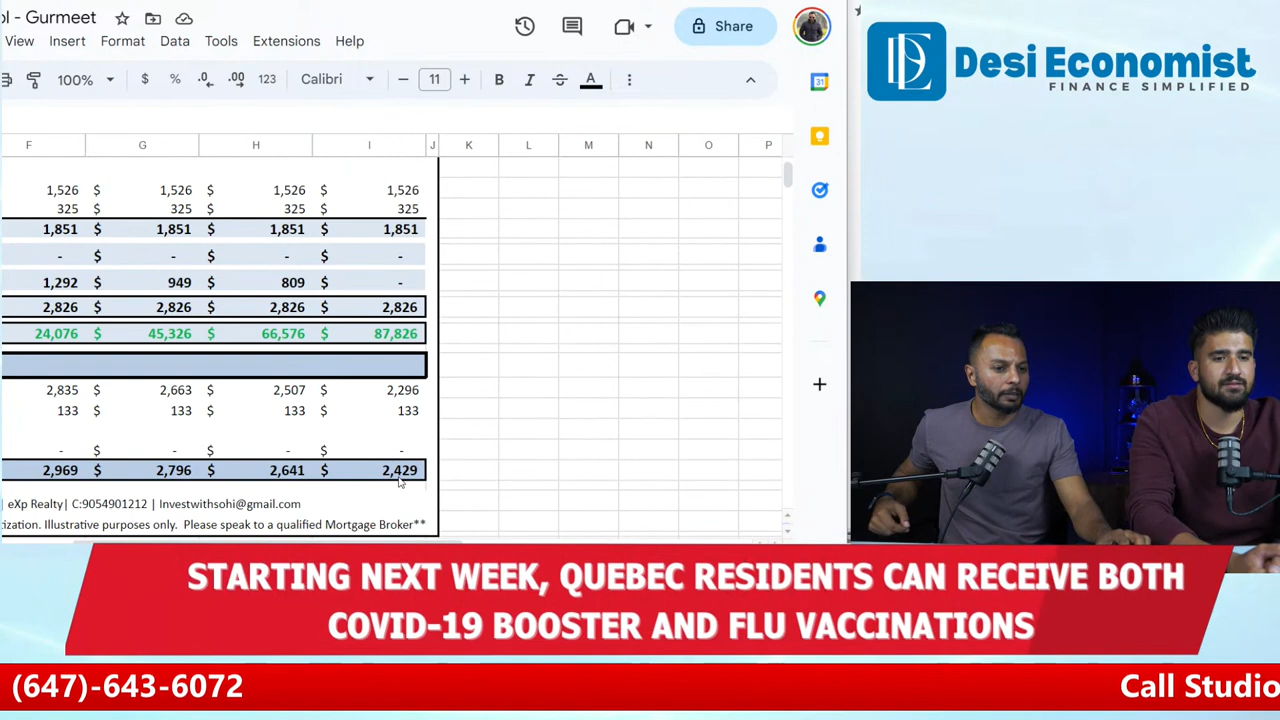 ol - Gurmeet
View Insert Format Data Tools Extensions Help
Share
100% $ % .0 .00 123 Calibri 11 B I S A
31
DE Desi Economist
FINANCE SIMPLIFIED
F G H I J K L M N O P
1,526 $ 1,526 $ 1,526 $ 1,526
325 $ 325 $ 325 $ 325
1,851 $ 1,851 $ 1,851 $ 1,851
- $ - $ - $ -
1,292 $ 949 $ 809 $ -
2,826 $ 2,826 $ 2,826 $ 2,826
24,076 $ 45,326 $ 66,576 $ 87,826
2,835 $ 2,663 $ 2,507 $ 2,296
133 $ 133 $ 133 $ 133
- $ - $ - $ -
2,969 $ 2,796 $ 2,641 $ 2,429
eXp Realty| C:9054901212 | Investwithsohi@gmail.com
tization. Illustrative purposes only. Please speak to a qualified Mortgage Broker**
STARTING NEXT WEEK, QUEBEC RESIDENTS CAN RECEIVE BOTH
COVID-19 BOOSTER AND FLU VACCINATIONS
(647)-643-6072 Call Studio